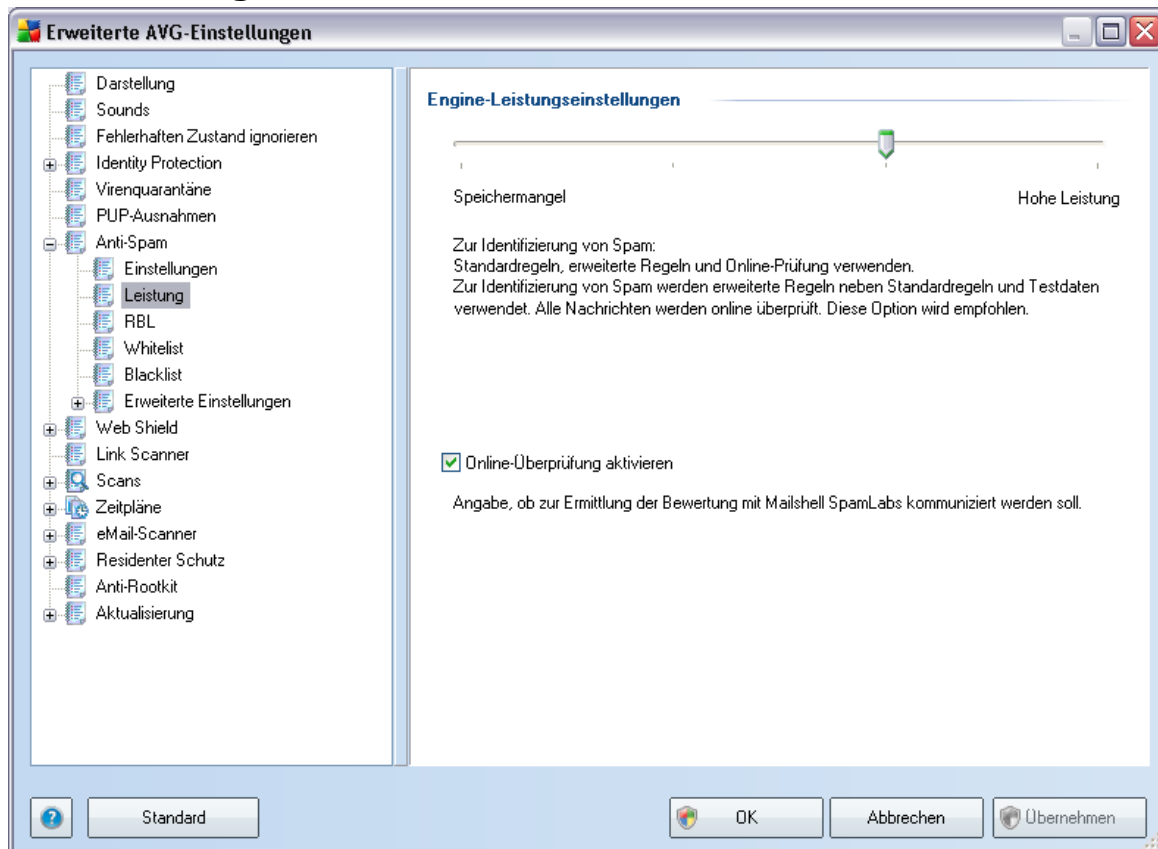 Erweiterte AVG-Einstellungen
Darstellung
Sounds
Fehlerhaften Zustand ignorieren
Identity Protection
Virenquarantäne
PUP-Ausnahmen
Anti-Spam
Einstellungen
Leistung
RBL
Whitelist
Blacklist
Erweiterte Einstellungen
Web Shield
Link Scanner
Scans
Zeitpläne
eMail-Scanner
Residenter Schutz
Anti-Rootkit
Aktualisierung
Engine-Leistungseinstellungen
Speichermangel
Hohe Leistung
Zur Identifizierung von Spam:
Standardregeln, erweiterte Regeln und Online-Prüfung verwenden.
Zur Identifizierung von Spam werden erweiterte Regeln neben Standardregeln und Testdaten
verwendet. Alle Nachrichten werden online überprüft. Diese Option wird empfohlen.
Online-Überprüfung aktivieren
Angabe, ob zur Ermittlung der Bewertung mit Mailshell SpamLabs kommuniziert werden soll.
?
Standard
OK
Abbrechen
Übernehmen